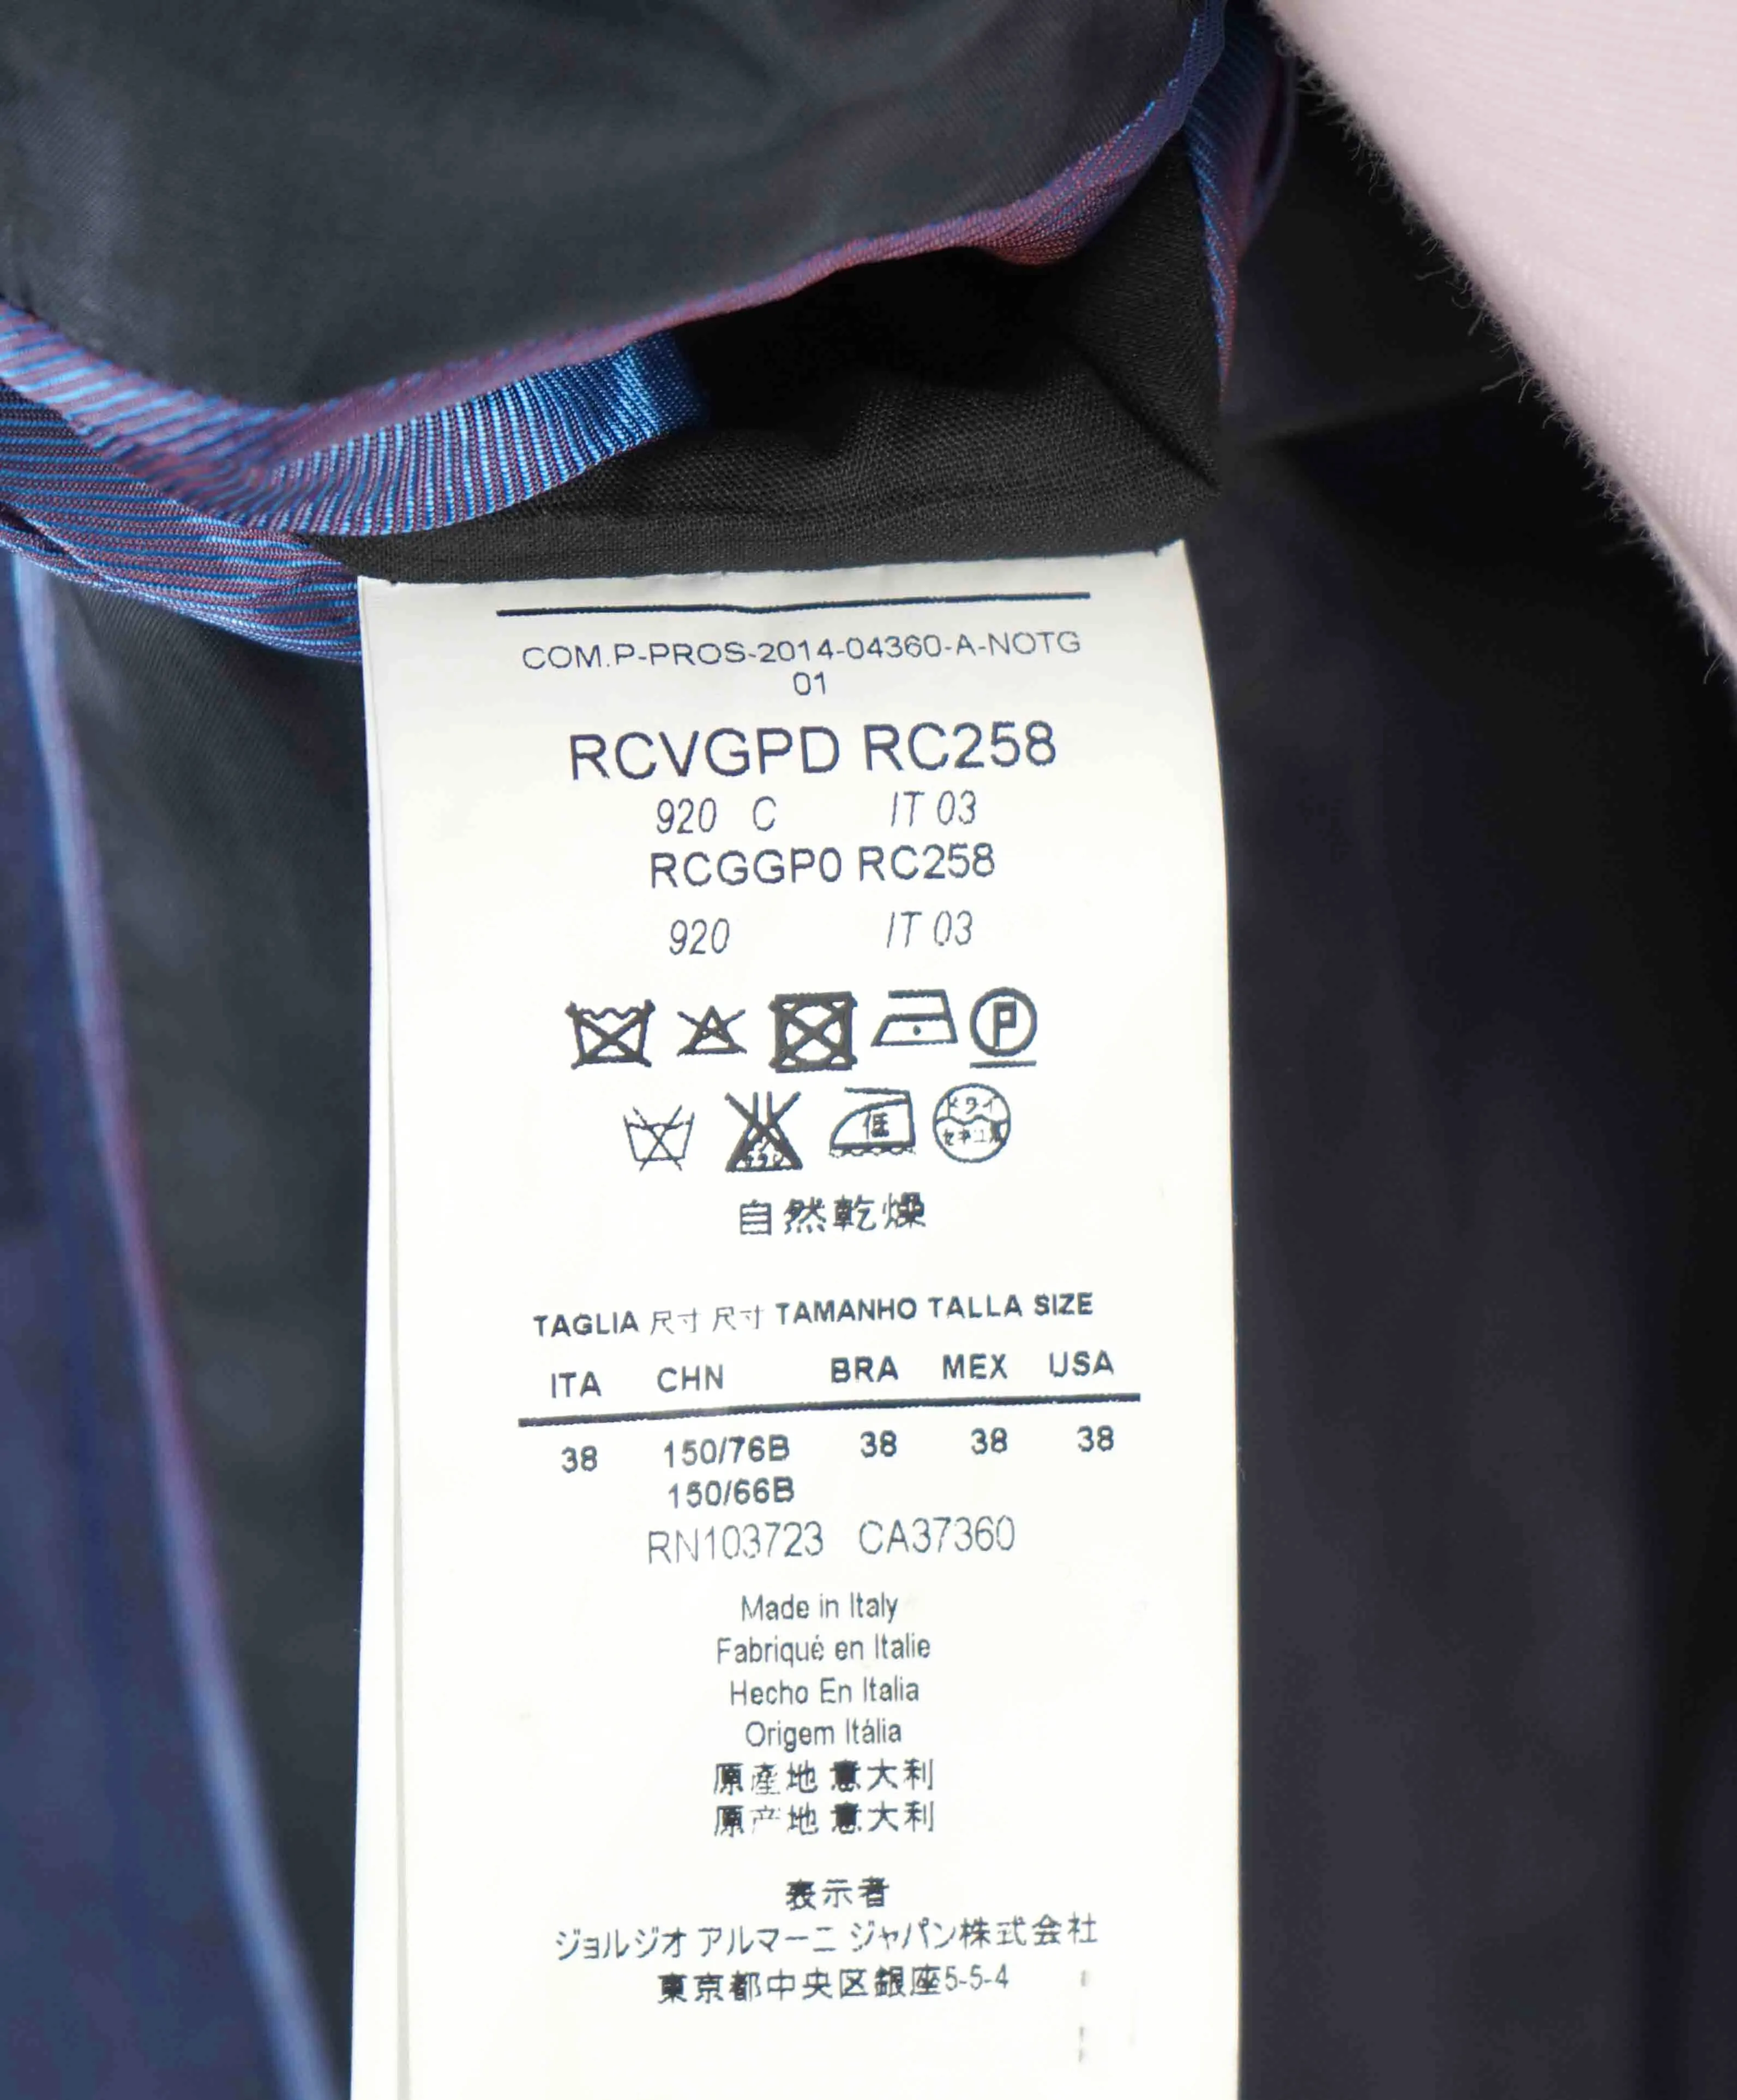 COM.P-PROS-2014-04360-A-NOTG
01
RCVGPD RC258
920 C IT 03
RCGGP0 RC258
920 IT 03
P
低
ドライ
自然乾燥
TAGLIA 尺寸 尺寸 TAMANHO TALLA SIZE
ITA CHN BRA MEX USA
38 150/76B 38 38 38
150/66B
RN103723 CA37360
Made in Italy
Fabriqué en Italie
Hecho En Italia
Origem Itália
原產地 意大利
原产地 意大利
表示者
ジョルジオ アルマーニ ジャパン株式会社
東京都中央区銀座5-5-4